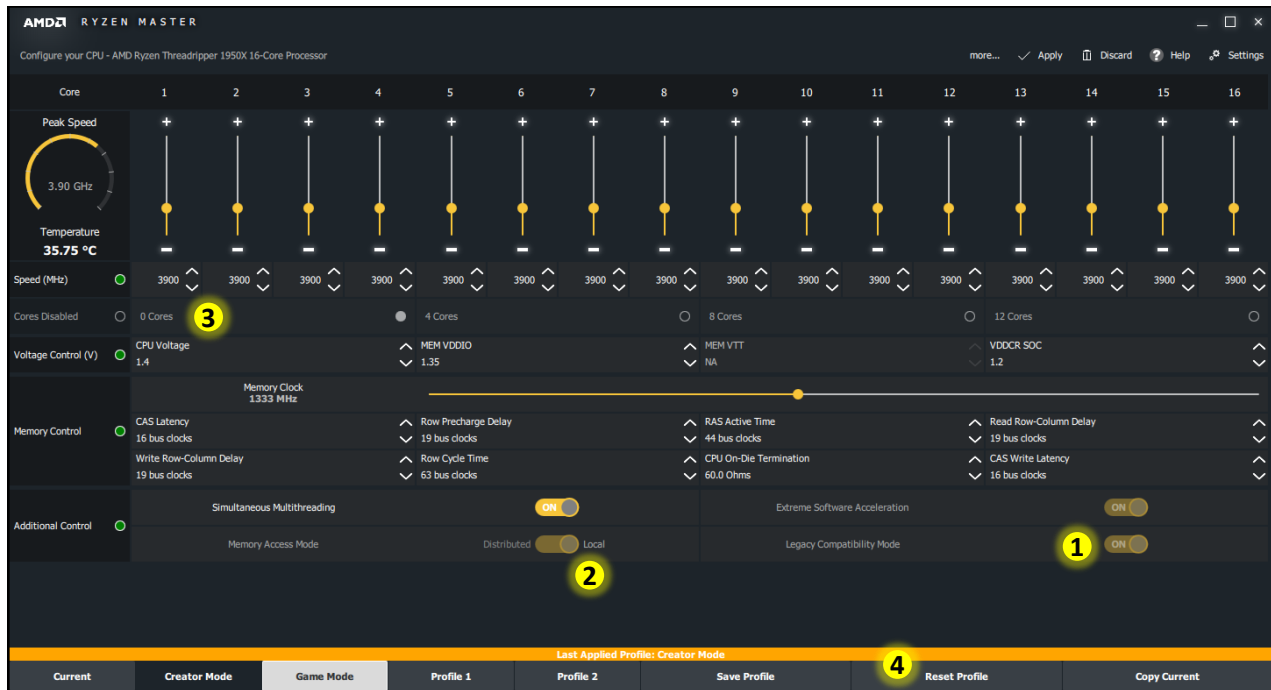 AMD RYZEN MASTER
Configure your CPU - AMD Ryzen Threadripper 1950X 16-Core Processor
more... Apply Discard ? Help Settings
Core 1 2 3 4 5 6 7 8 9 10 11 12 13 14 15 16
Peak Speed
3.90 GHz
Temperature
35.75 °C
Speed (MHz) 3900 3900 3900 3900 3900 3900 3900 3900 3900 3900 3900 3900 3900 3900 3900 3900
Cores Disabled 0 Cores 3 4 Cores 8 Cores 12 Cores
Voltage Control (V)
CPU Voltage MEM VDDIO MEM VTT VDDCR SOC
1.4 1.35 NA 1.2
Memory Clock
1333 MHz
Memory Control
CAS Latency Row Precharge Delay RAS Active Time Read Row-Column Delay
16 bus clocks 19 bus clocks 44 bus clocks 19 bus clocks
Write Row-Column Delay Row Cycle Time CPU On-Die Termination CAS Write Latency
19 bus clocks 63 bus clocks 60.0 Ohms 16 bus clocks
Additional Control
Simultaneous Multithreading ON Extreme Software Acceleration ON
Memory Access Mode Distributed Local Legacy Compatibility Mode 1 ON
2
Last Applied Profile: Creator Mode
4
Current Creator Mode Game Mode Profile 1 Profile 2 Save Profile Reset Profile Copy Current